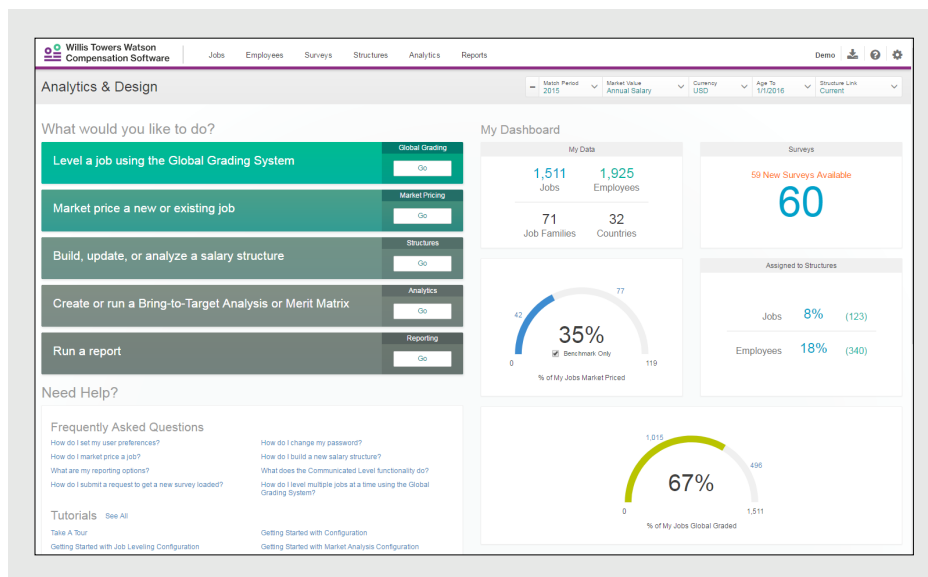 Willis Towers Watson
Compensation Software
Jobs Employees Surveys Structures Analytics Reports
Demo
Analytics & Design
Match Period
2015
Market Value
Annual Salary
Currency
USD
Age To
1/1/2016
Structure Link
Current
What would you like to do?
Level a job using the Global Grading System
Global Grading
Go
Market price a new or existing job
Market Pricing
Go
Build, update, or analyze a salary structure
Structures
Go
Create or run a Bring-to-Target Analysis or Merit Matrix
Analytics
Go
Run a report
Reporting
Go
Need Help?
Frequently Asked Questions
How do I set my user preferences?
How do I change my password?
How do I market price a job?
How do I build a new salary structure?
What are my reporting options?
What does the Communicated Level functionality do?
How do I submit a request to get a new survey loaded?
How do I level multiple jobs at a time using the Global
Grading System?
Tutorials See All
Take A Tour
Getting Started with Configuration
Getting Started with Job Leveling Configuration
Getting Started with Market Analysis Configuration
My Dashboard
My Data
1,511 1,925
Jobs Employees
71 32
Job Families Countries
Surveys
59 New Surveys Available
60
77
42
35%
Benchmark Only
0 119
% of My Jobs Market Priced
Assigned to Structures
Jobs 8% (123)
Employees 18% (340)
1,015
496
67%
0 1,511
% of My Jobs Global Graded